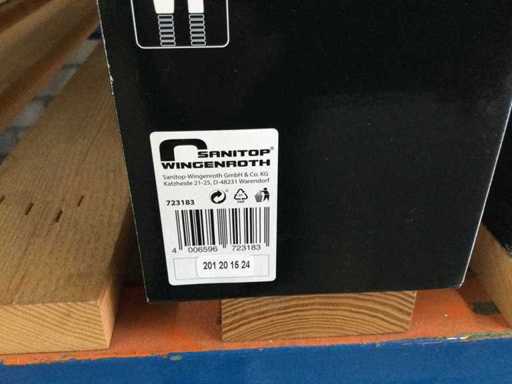 SANITOP®
WINGENROTH
Sanitop-Wingenroth GmbH & Co. KG
Katzheide 21-25, D-48231 Warendorf
723183
4 006596 723183
201 20 15 24